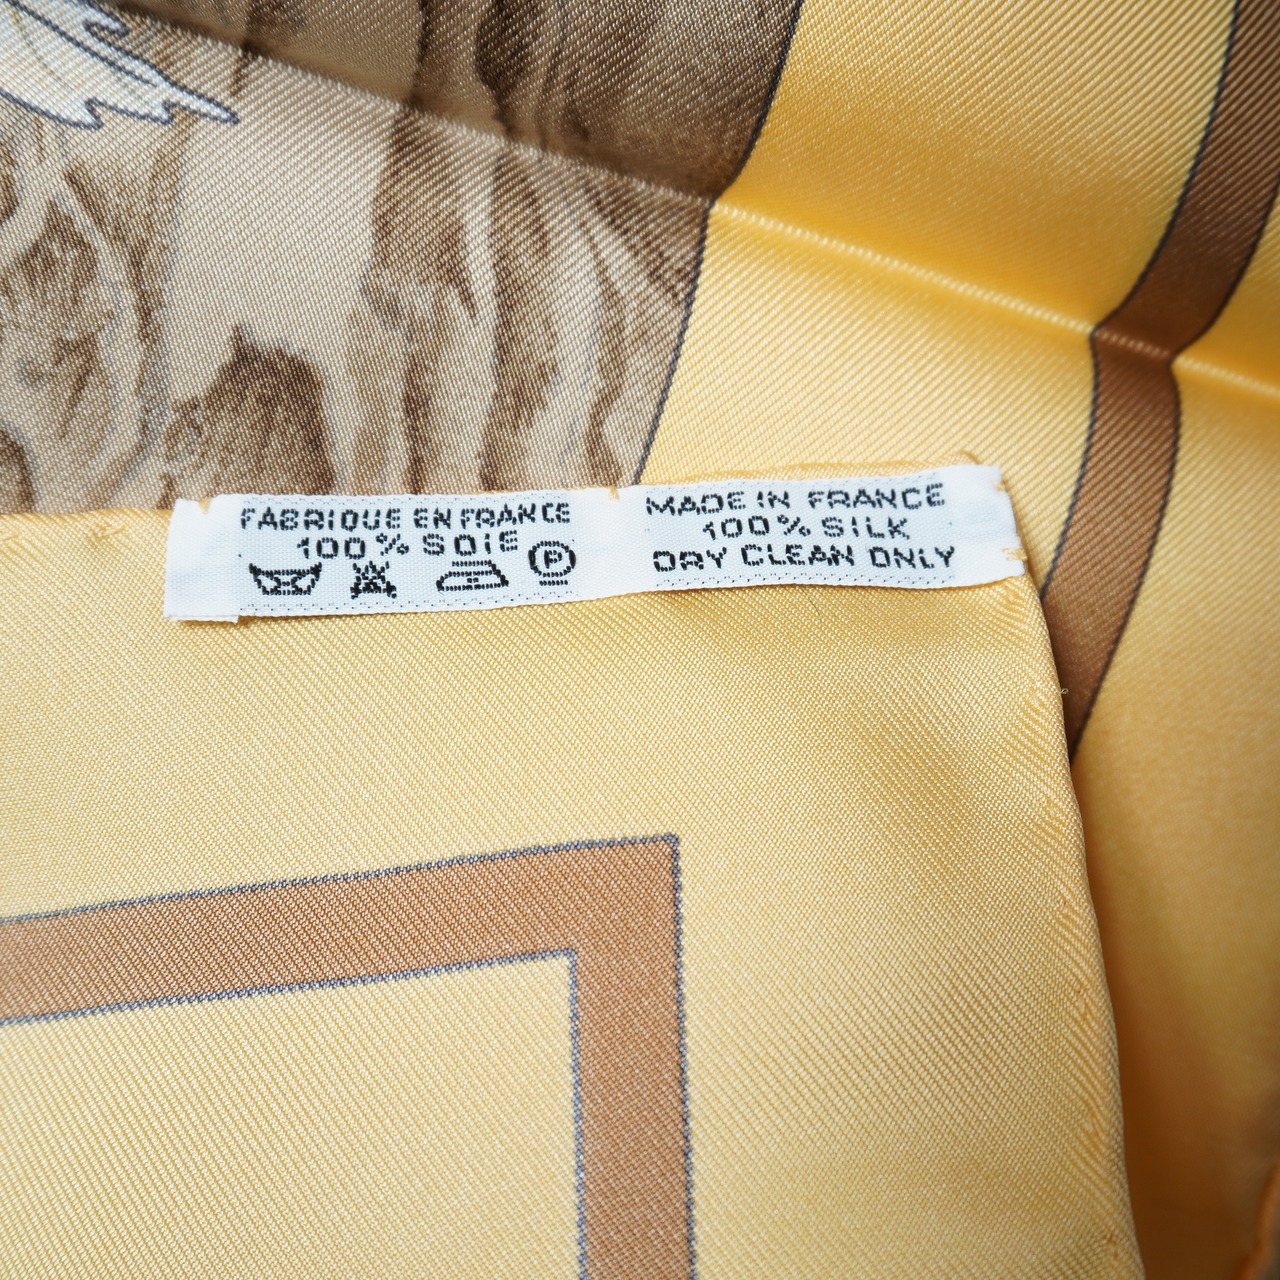 FABRIQUE EN FRANCE
100% SOIE
P
MADE IN FRANCE
100% SILK
DRY CLEAN ONLY